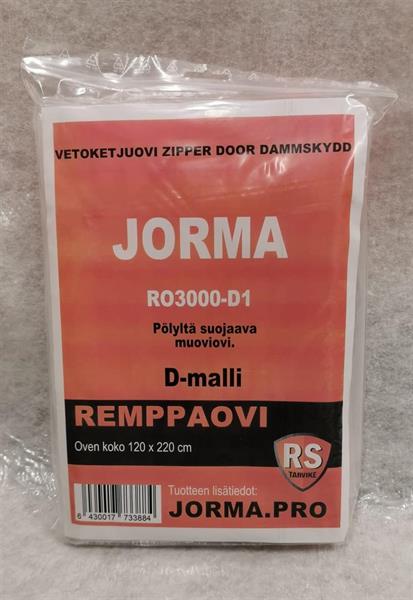 VETOKETJUOVI ZIPPER DOOR DAMMSKYDD
JORMA
RO3000-D1
Pölyltä suojaava
muoviovi.
D-malli
REMPPAOVI
Oven koko 120 x 220 cm
RS
TARVIKE
Tuotteen lisätiedot:
JORMA.PRO
6 430017 733884